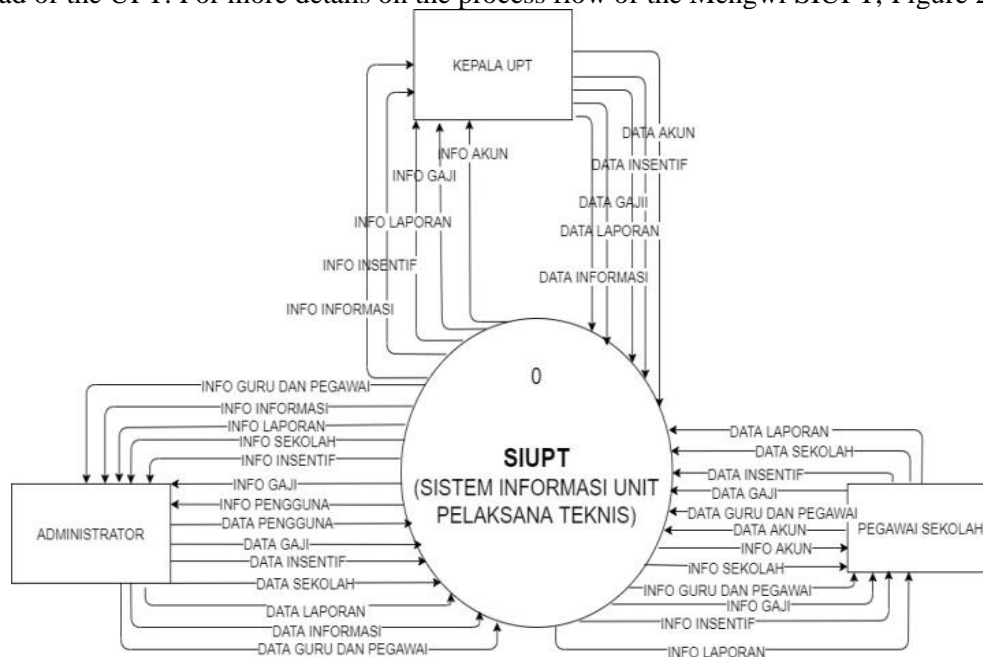 ad of the UPT. For more details on the process flow of the Mengwi SIUPT, Figure 2
KEPALA UPT
INFO AKUN
INFO GAJI
INFO LAPORAN
INFO INSENTIF
INFO INFORMASI
DATA AKUN
DATA INSENTIF
DATA GAJII
DATA LAPORAN
DATA INFORMASI
0
SIUPT
(SISTEM INFORMASI UNIT
PELAKSANA TEKNIS)
INFO GURU DAN PEGAWAI
INFO INFORMASI
INFO LAPORAN
INFO SEKOLAH
INFO INSENTIF
INFO GAJI
INFO PENGGUNA
DATA PENGGUNA
DATA GAJI
DATA INSENTIF
DATA SEKOLAH
DATA LAPORAN
DATA INFORMASI
DATA GURU DAN PEGAWAI
ADMINISTRATOR
DATA LAPORAN
DATA SEKOLAH
DATA INSENTIF
DATA GAJI
DATA GURU DAN PEGAWAI
DATA AKUN
INFO AKUN
iNFO SEKOLAH
INFO GURU DAN PEGAWAI
INFO GAJI
INFO INSENTIF
INFO LAPORAN
PEGAWAI SEKOLAH